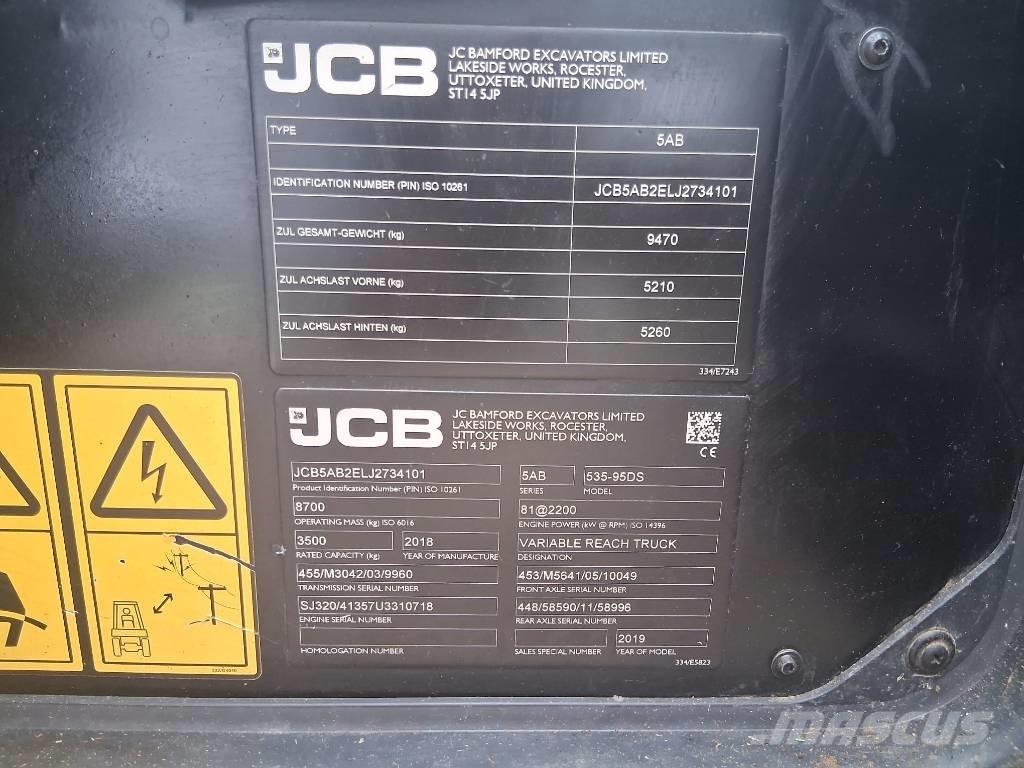 JCB
JC BAMFORD EXCAVATORS LIMITED
LAKESIDE WORKS, ROCESTER,
UTTOXETER, UNITED KINGDOM,
ST14 5JP
TYPE 5AB
IDENTIFICATION NUMBER (PIN) ISO 10261 JCB5AB2ELJ2734101
ZUL GESAMT-GEWICHT (kg) 9470
ZUL ACHSLAST VORNE (kg) 5210
ZUL ACHSLAST HINTEN (kg) 5260
334/E7243
JCB
JC BAMFORD EXCAVATORS LIMITED
LAKESIDE WORKS, ROCESTER,
UTTOXETER, UNITED KINGDOM,
ST14 5JP
CE
JCB5AB2ELJ2734101 5AB 535-95DS
Product Identification Number (PIN) ISO 10261 SERIES MODEL
8700 81@2200
OPERATING MASS (kg) ISO 6016 ENGINE POWER (kW @ RPM) ISO 14396
3500 2018 VARIABLE REACH TRUCK
RATED CAPACITY (kg) YEAR OF MANUFACTURE DESIGNATION
455/M3042/03/9960 453/M5641/05/10049
TRANSMISSION SERIAL NUMBER FRONT AXLE SERIAL NUMBER
SJ320/41357U3310718 448/58590/11/58996
ENGINE SERIAL NUMBER REAR AXLE SERIAL NUMBER
2019
HOMOLOGATION NUMBER SALES SPECIAL NUMBER YEAR OF MODEL
334/E5823
MASCUS